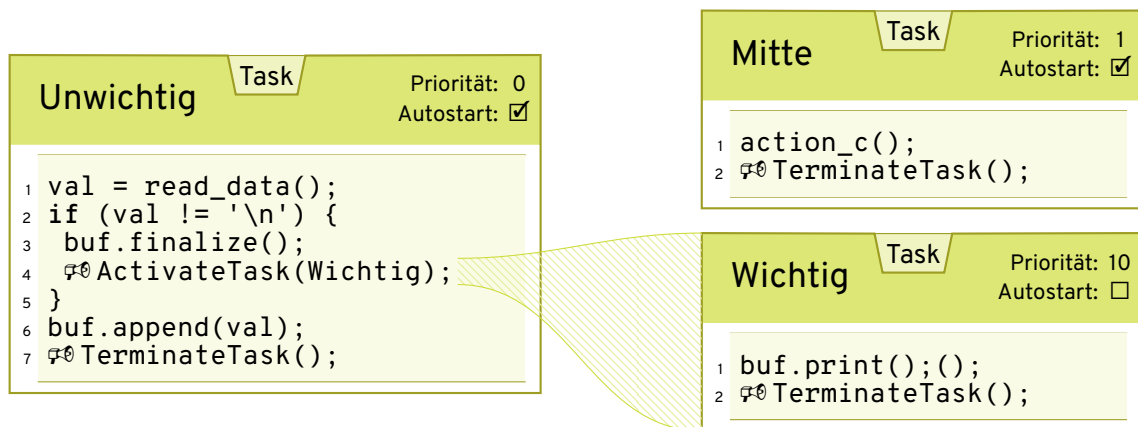 Task
Unwichtig
Priorität: 0
Autostart: ☑
1 val = read_data();
2 if (val != '\n') {
3 buf.finalize();
4 ActivateTask(Wichtig);
5 }
6 buf.append(val);
7 TerminateTask();
Task
Mitte
Priorität: 1
Autostart: ☑
1 action_c();
2 TerminateTask();
Task
Wichtig
Priorität: 10
Autostart: ☐
1 buf.print();();
2 TerminateTask();